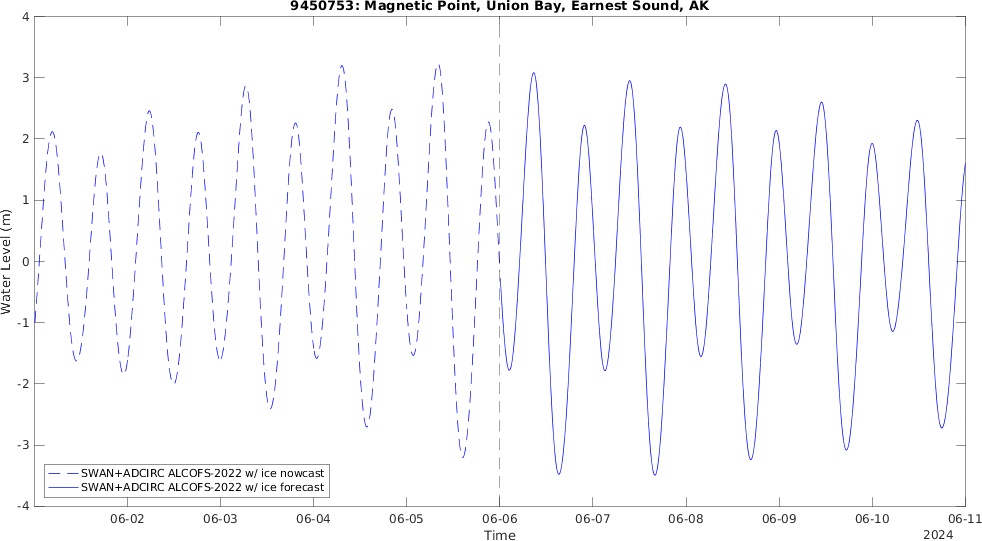 9450753: Magnetic Point, Union Bay, Earnest Sound, AK
4
3
2
1
0
-1
-2
-3
-4
Water Level (m)
SWAN+ADCIRC ALCOFS-2022 w/ ice nowcast
SWAN+ADCIRC ALCOFS-2022 w/ ice forecast
06-02 06-03 06-04 06-05 06-06 06-07 06-08 06-09 06-10 06-11
Time
2024